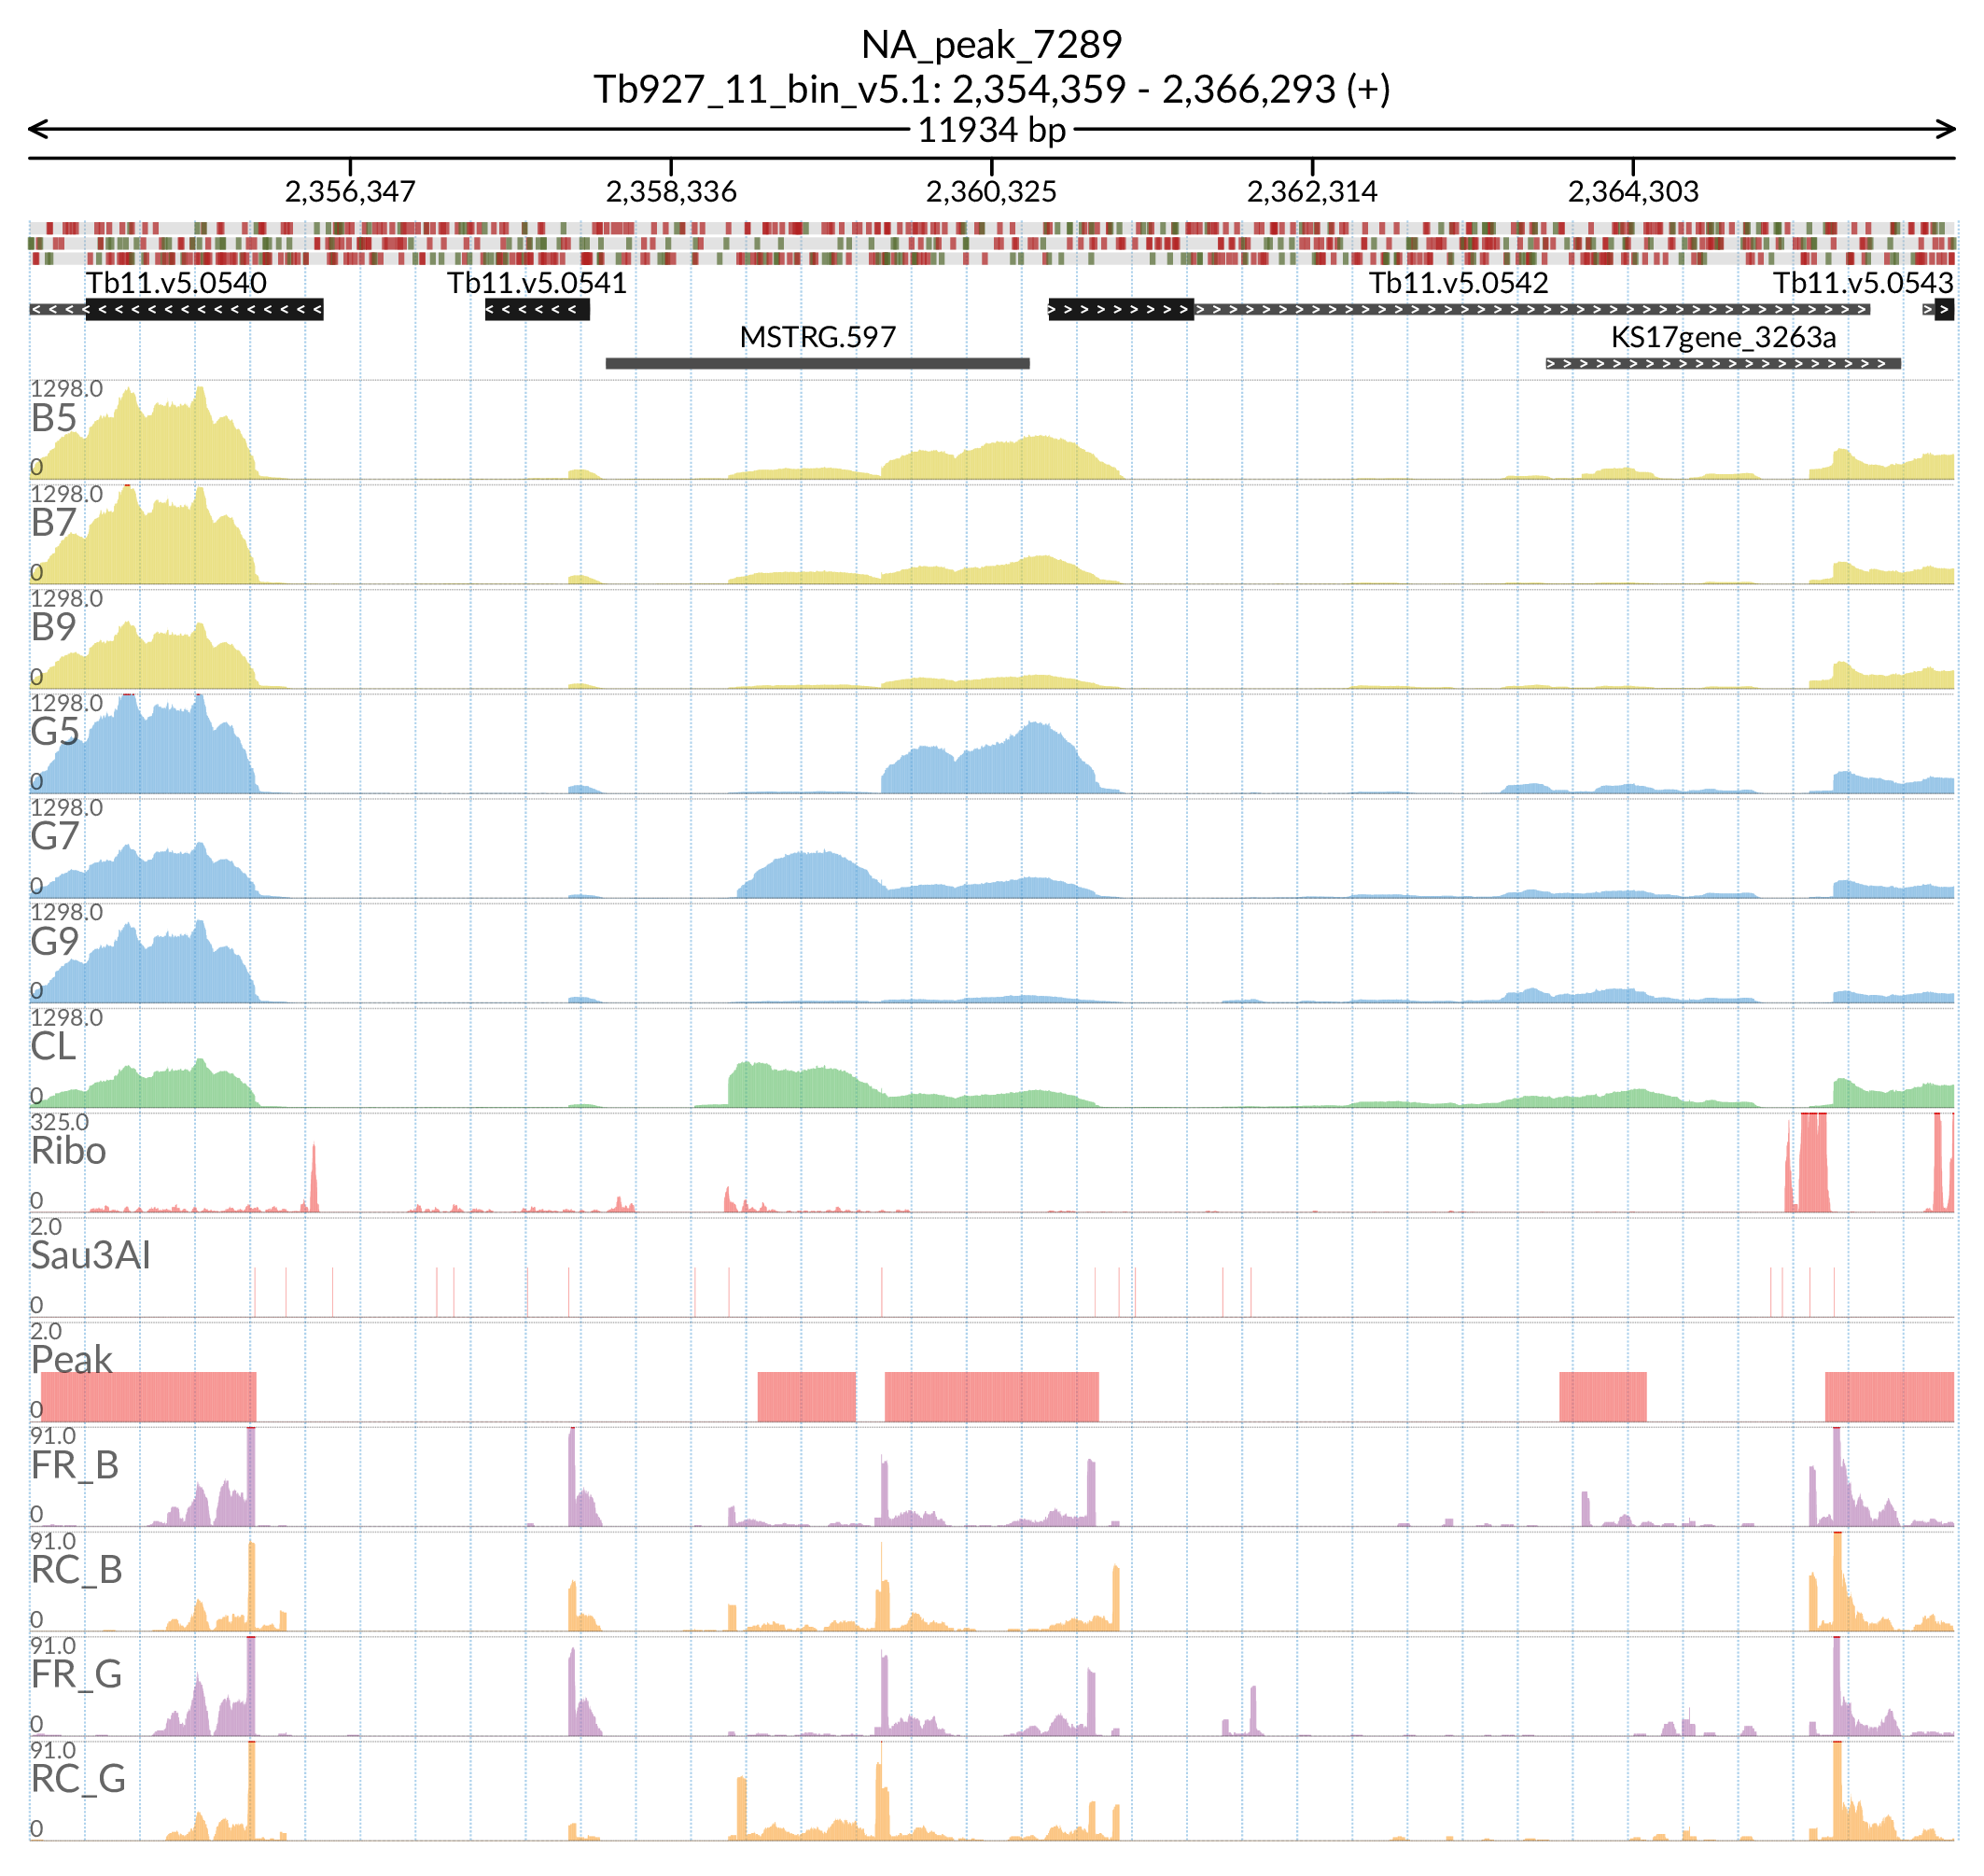 NA_peak_7289
Tb927_11_bin_v5.1: 2,354,359 - 2,366,293 (+)
11934 bp
2,356,347 2,358,336 2,360,325 2,362,314 2,364,303
Tb11.v5.0540 Tb11.v5.0541 Tb11.v5.0542 Tb11.v5.0543
MSTRG.597 KS17gene_3263a
1298.0
B5
0
1298.0
B7
0
1298.0
B9
0
1298.0
G5
0
1298.0
G7
0
1298.0
G9
0
1298.0
CL
0
325.0
Ribo
0
2.0
Sau3AI
0
2.0
Peak
0
91.0
FR_B
0
91.0
RC_B
0
91.0
FR_G
0
91.0
RC_G
0